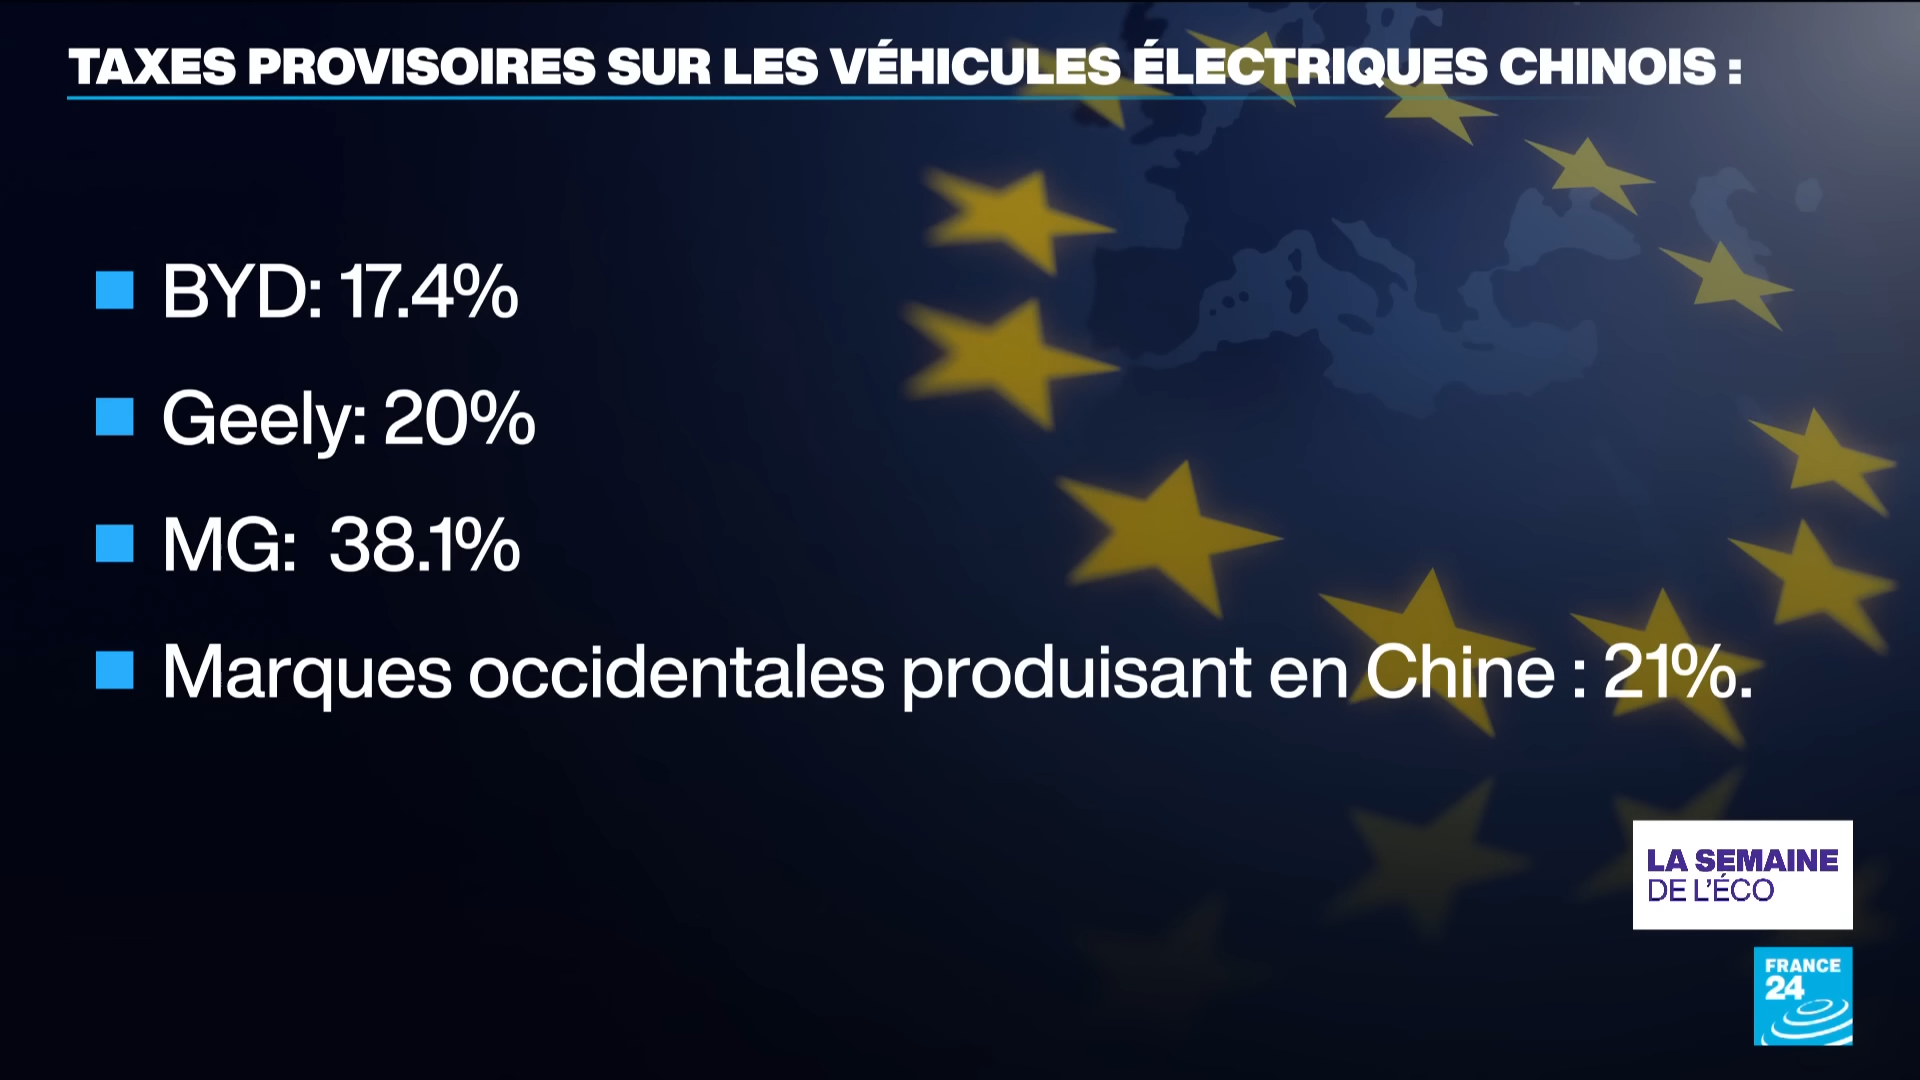 TAXES PROVISOIRES SUR LES VÉHICULES ÉLECTRIQUES CHINOIS :
BYD: 17.4%
Geely: 20%
MG: 38.1%
Marques occidentales produisant en Chine : 21%.
LA SEMAINE
DE L'ÉCO
FRANCE
24